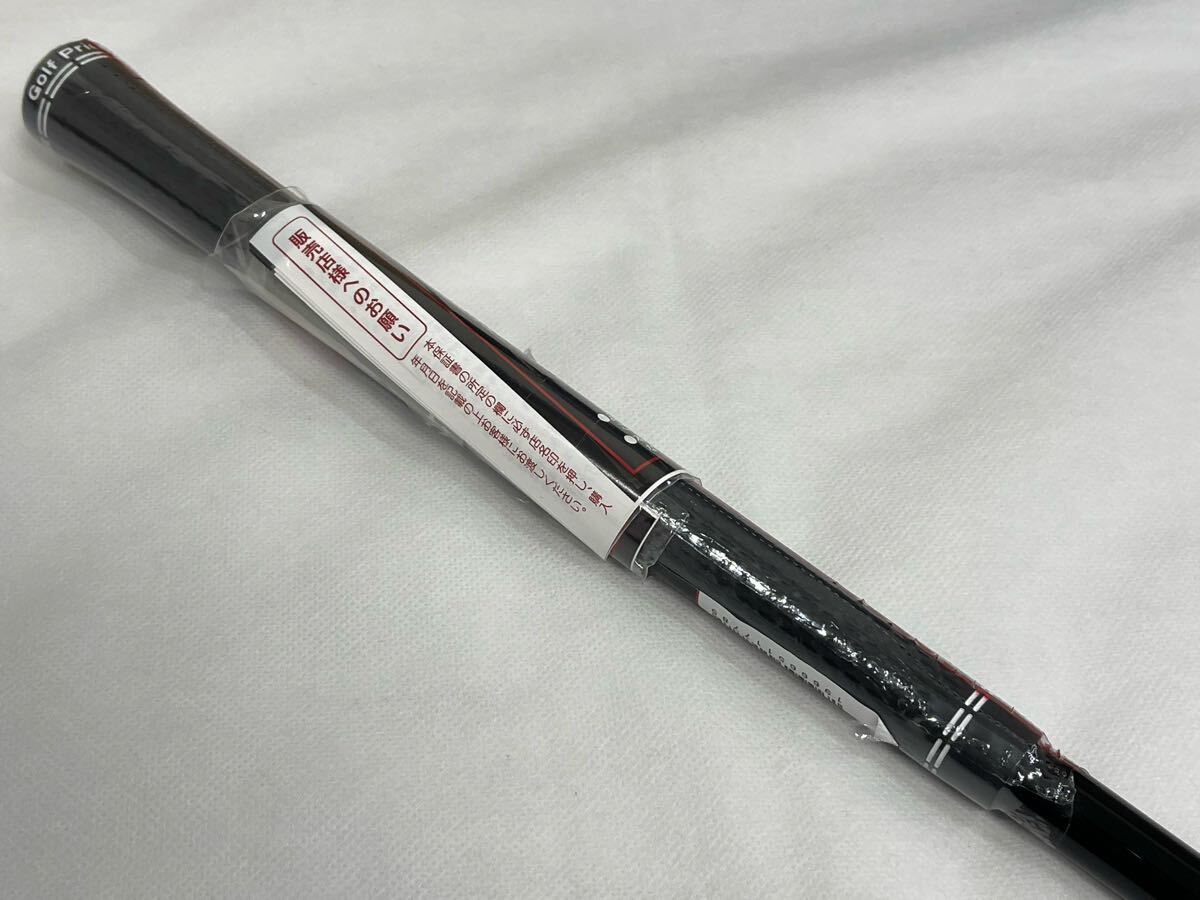 Golf Pri
販売店様へのお願い
本保証書の所定の欄に必ず店名印を押し、購入
年月日を記載の上お客様にお渡しください。